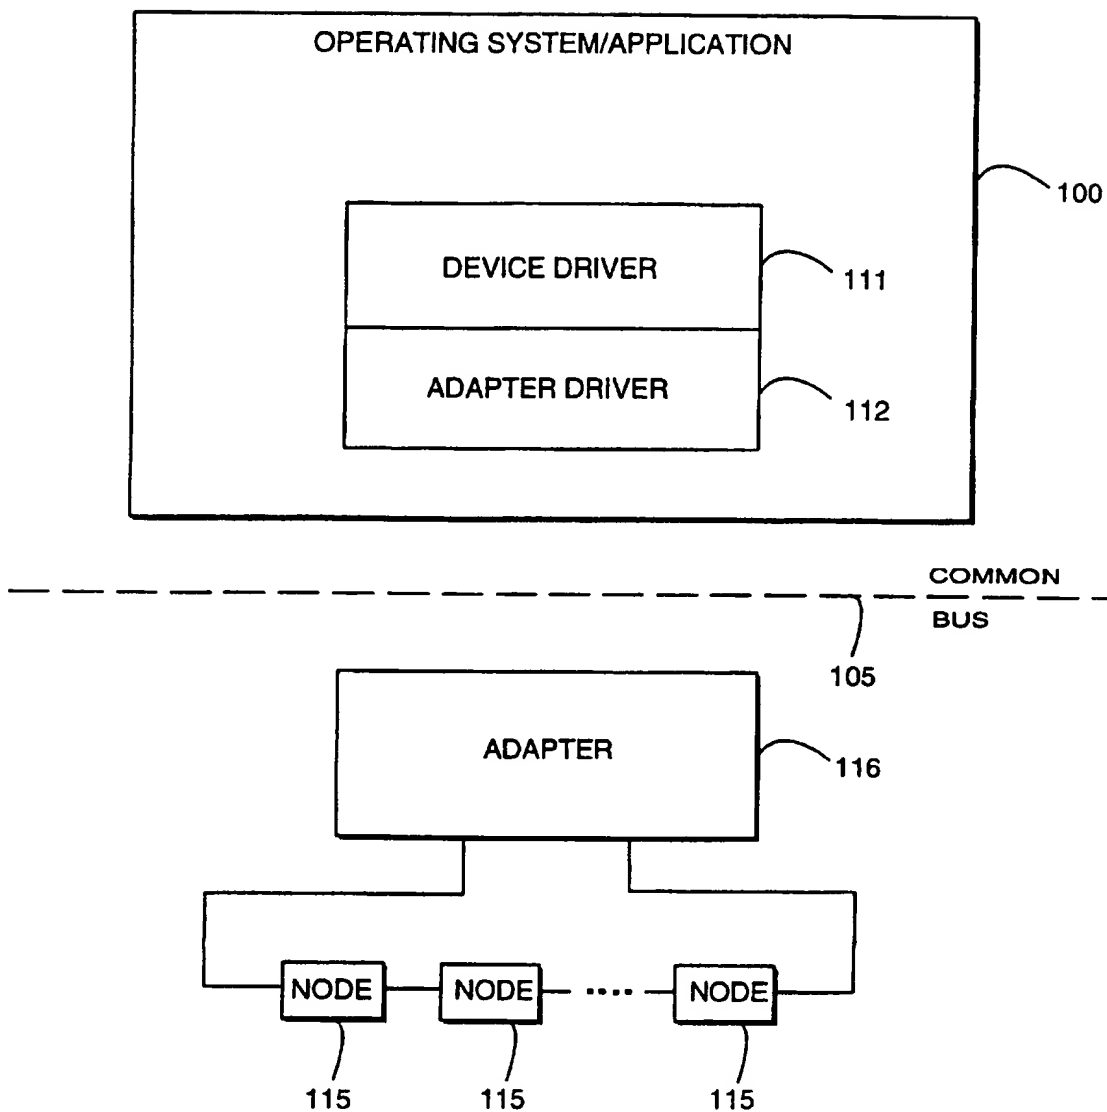 OPERATING SYSTEM/APPLICATION
100
DEVICE DRIVER
111
ADAPTER DRIVER
112
COMMON
BUS
105
ADAPTER
116
NODE
NODE
....
NODE
115
115
115